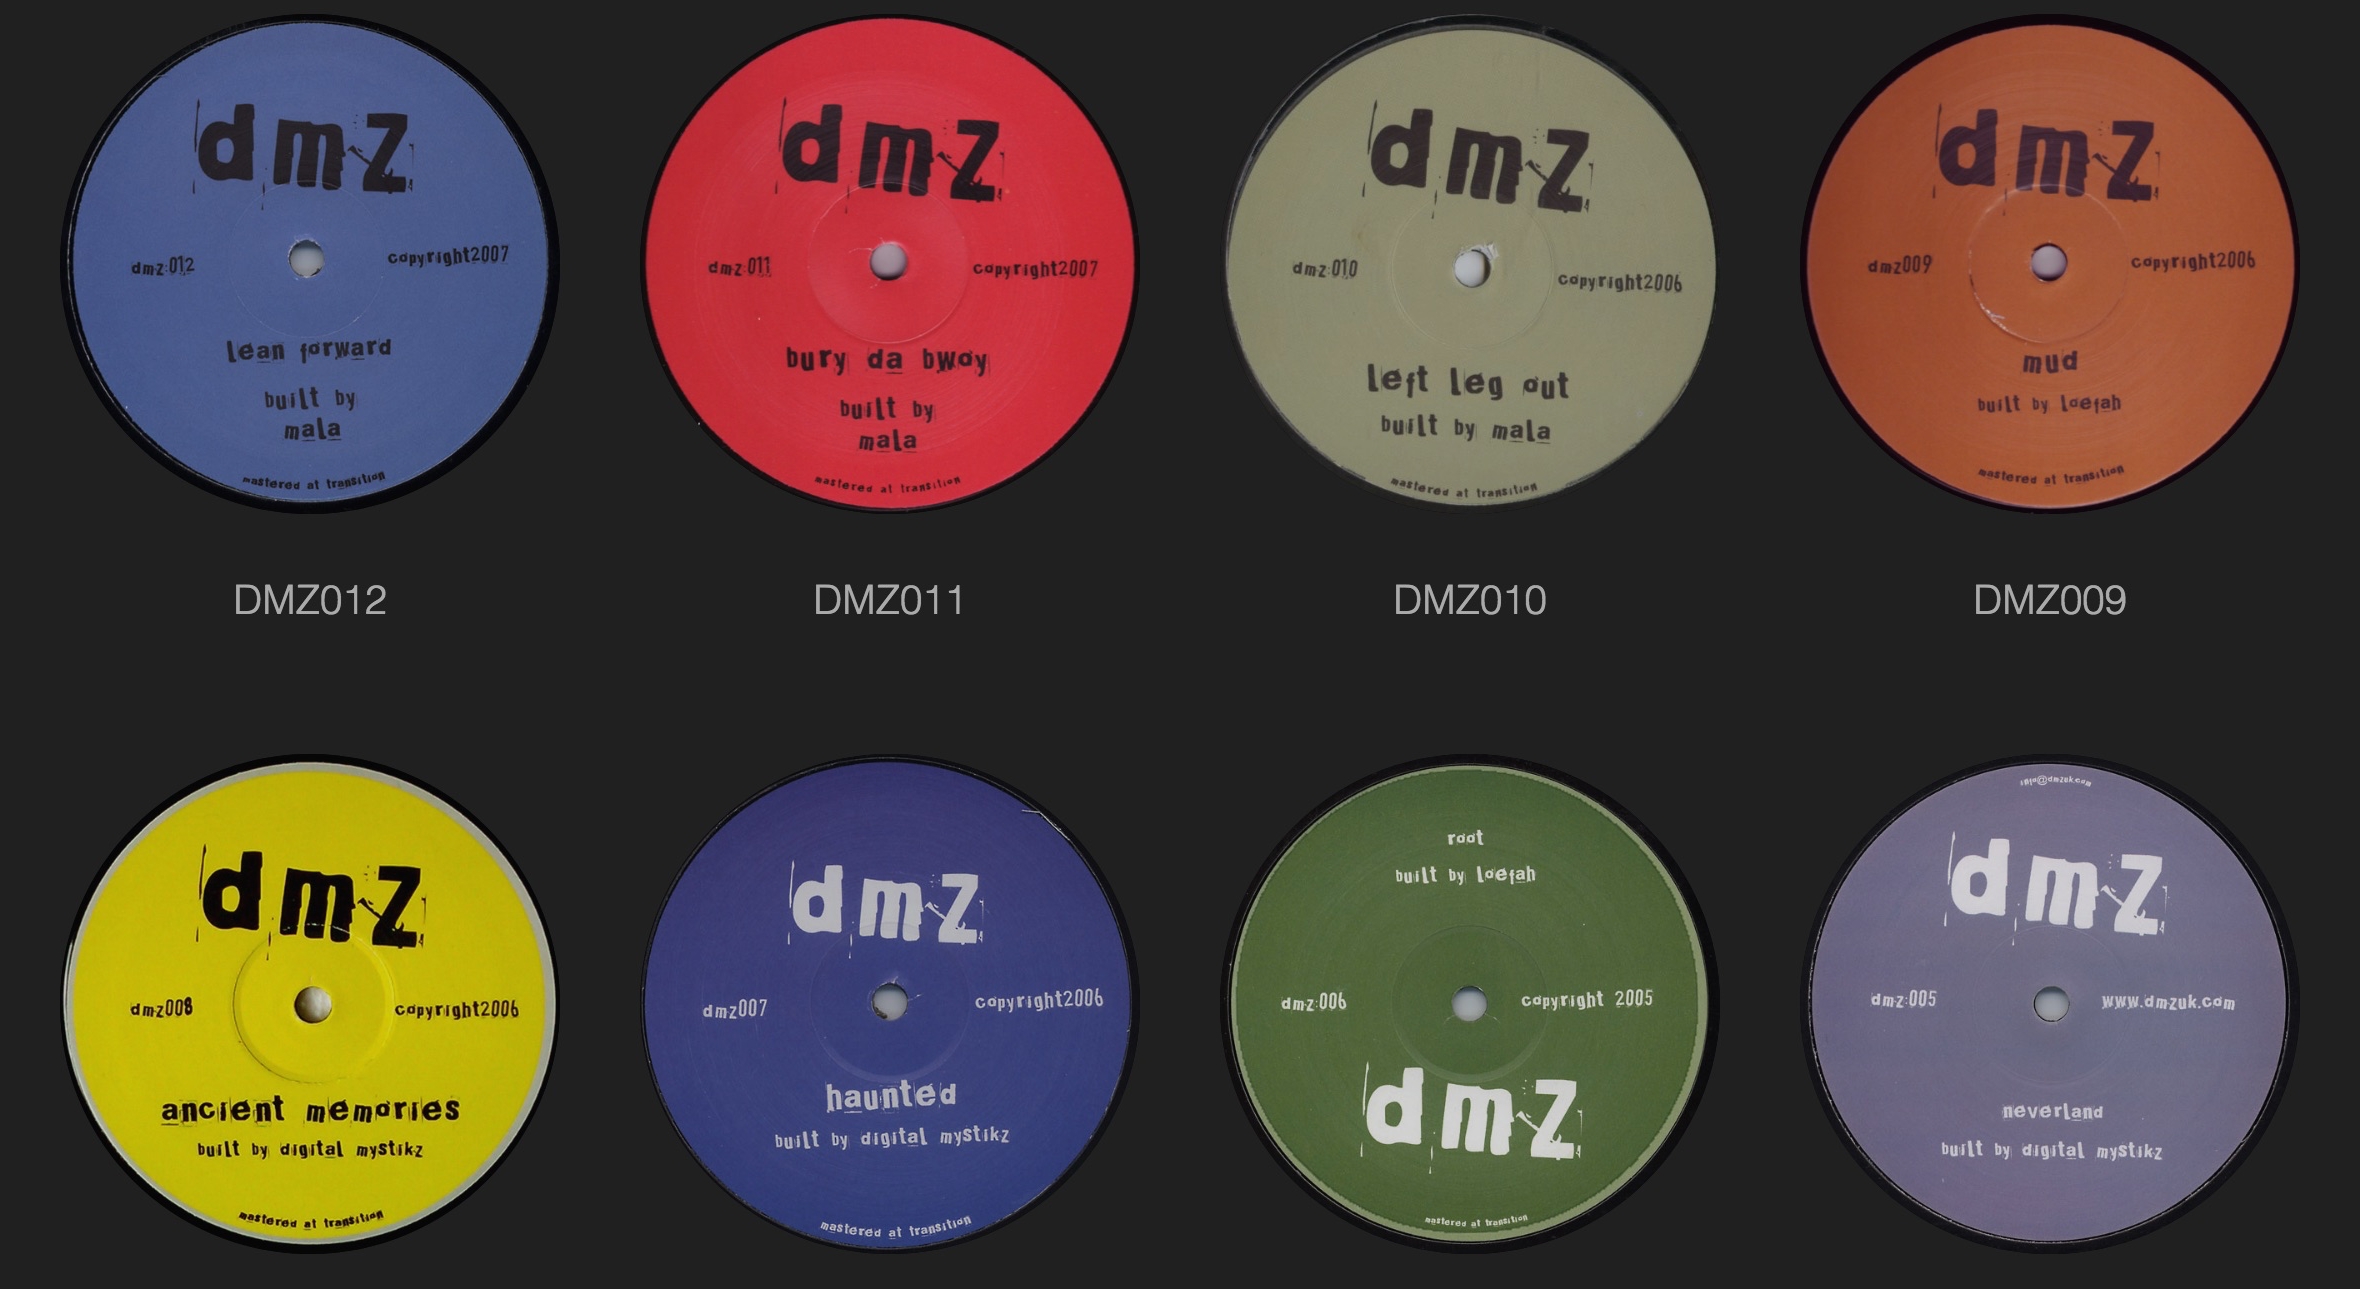 dmz
dmz:012
copyright2007
lean forward
built by
mala
mastered at transition
dmz
dmz:011
copyright2007
bury da bwoy
built by
mala
mastered at transition
dmz
dmz:010
copyright2006
left leg out
built by mala
mastered at transition
dmz
dmz009
copyright2006
mud
built by loefah
mastered at transition
DMZ012
DMZ011
DMZ010
DMZ009
dmz
dmz008
copyright2006
ancient memories
built by digital mystikz
mastered at transition
dmz
dmz007
copyright2006
haunted
built by digital mystikz
mastered at transition
root
built by loefah
dmz:006
copyright 2005
dmz
mastered at transition
info@dmzuk.com
dmz
dmz:005
www.dmzuk.com
neverland
built by digital mystikz